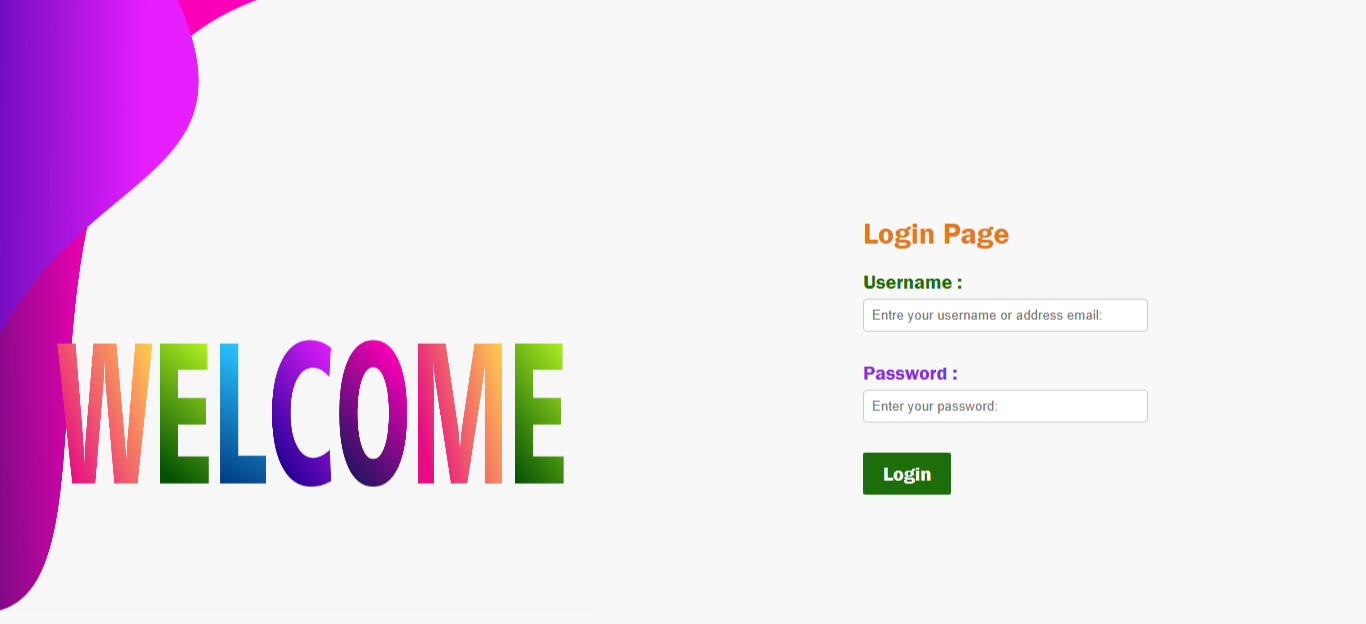 WELCOME
Login Page
Username :
Entre your username or address email:
Password :
Enter your password:
Login